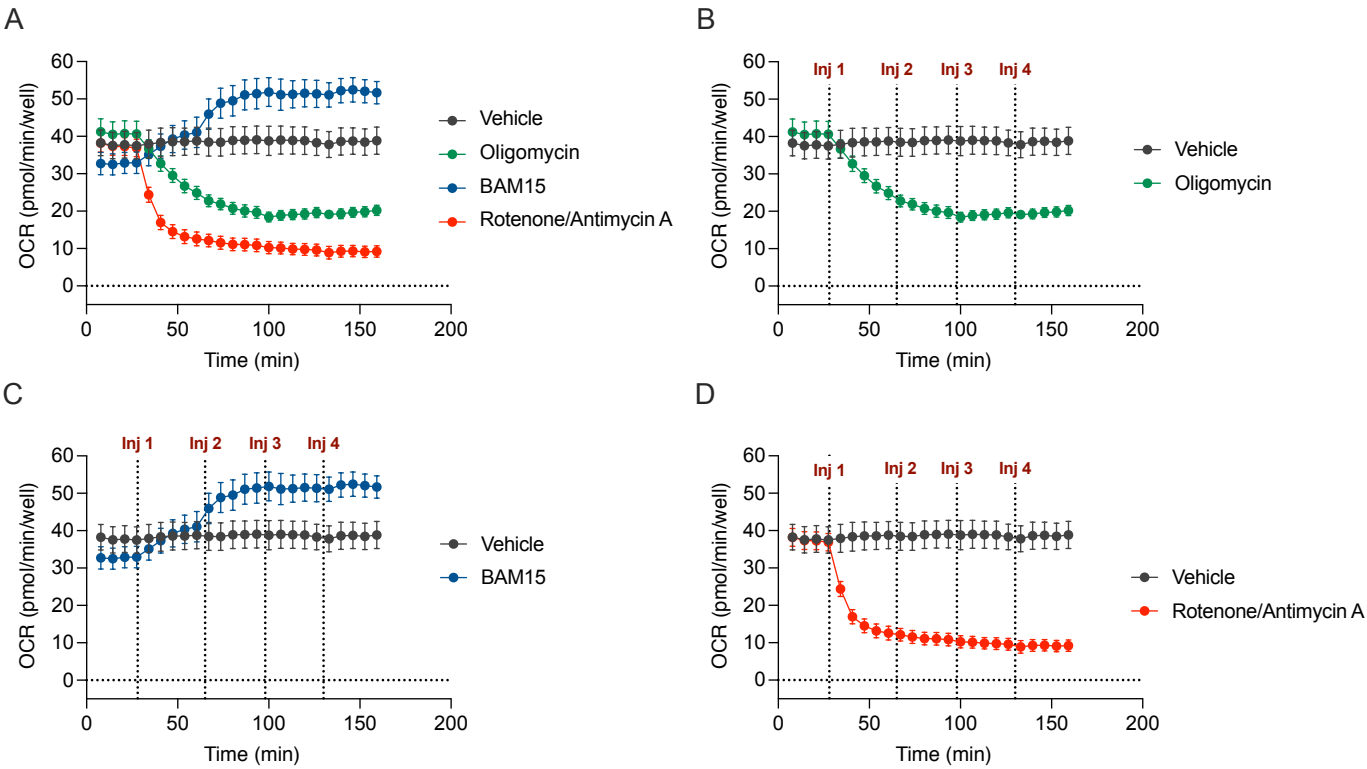 A
OCR (pmol/min/well)
60
50
40
30
20
10
0
0 50 100 150 200
Time (min)
Vehicle
Oligomycin
BAM15
Rotenone/Antimycin A
B
Inj 1 Inj 2 Inj 3 Inj 4
OCR (pmol/min/well)
60
50
40
30
20
10
0
0 50 100 150 200
Time (min)
Vehicle
Oligomycin
C
Inj 1 Inj 2 Inj 3 Inj 4
OCR (pmol/min/well)
60
50
40
30
20
10
0
0 50 100 150 200
Time (min)
Vehicle
BAM15
D
Inj 1 Inj 2 Inj 3 Inj 4
OCR (pmol/min/well)
60
50
40
30
20
10
0
0 50 100 150 200
Time (min)
Vehicle
Rotenone/Antimycin A